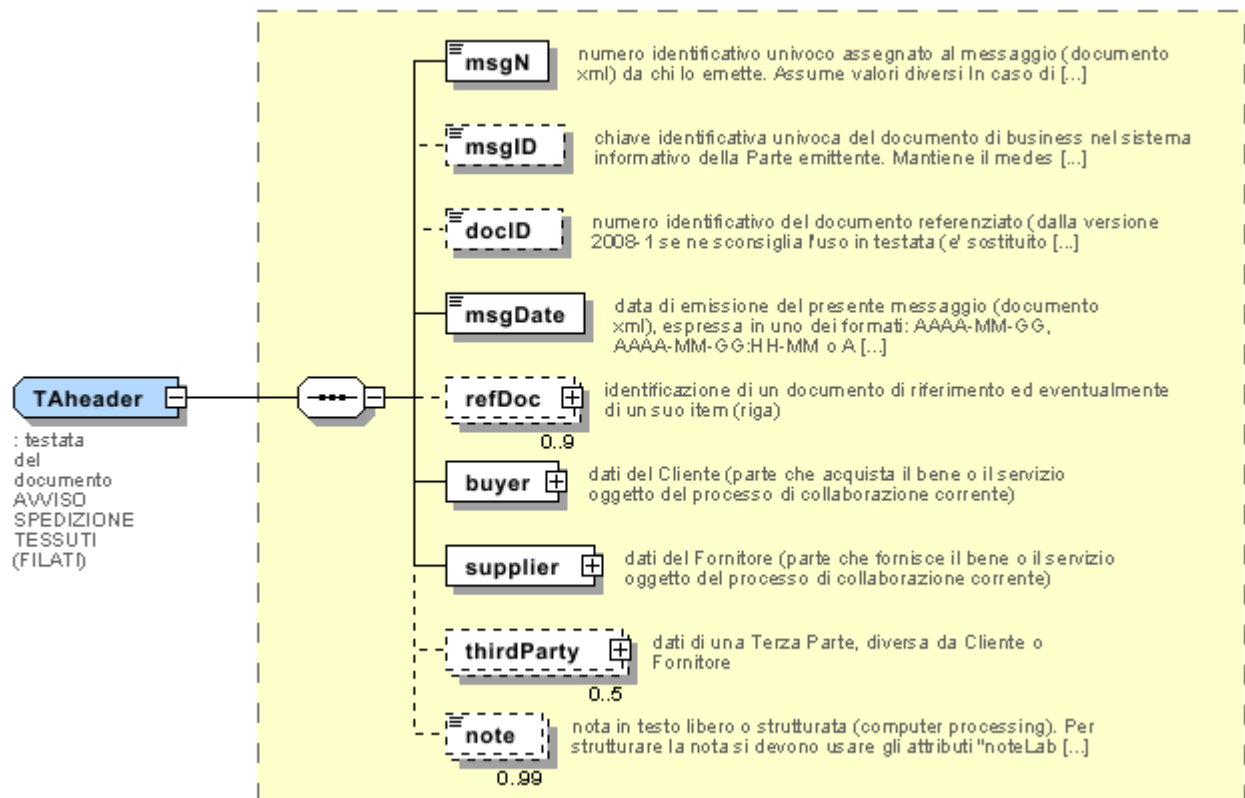 msgN
numero identificativo univoco assegnato al messaggio (documento
xml) da chi lo emette. Assume valori diversi In caso di [...]
msgID
chiave identificativa univoca del documento di business nel sistema
informativo della Parte emittente. Mantiene il medes [...]
docID
numero identificativo del documento referenziato (dalla versione
2008-1 se ne sconsiglia l'uso in testata (e' sostituito [...]
msgDate
data di emissione del presente messaggio (documento
xml), espressa in uno dei formati: AAAA-MM-GG,
AAAA-MM-GG:HH-MM o A [...]
TAheader
: testata
del
documento
AVVISO
SPEDIZIONE
TESSUTI
(FILATI)
refDoc
identificazione di un documento di riferimento ed eventualmente
di un suo item (riga)
0..9
buyer
dati del Cliente (parte che acquista il bene o il servizio
oggetto del processo di collaborazione corrente)
supplier
dati del Fornitore (parte che fornisce il bene o il servizio
oggetto del processo di collaborazione corrente)
thirdParty
dati di una Terza Parte, diversa da Cliente o
Fornitore
0..5
note
nota in testo libero o strutturata (computer processing). Per
strutturare la nota si devono usare gli attributi "noteLab [...]
0..99